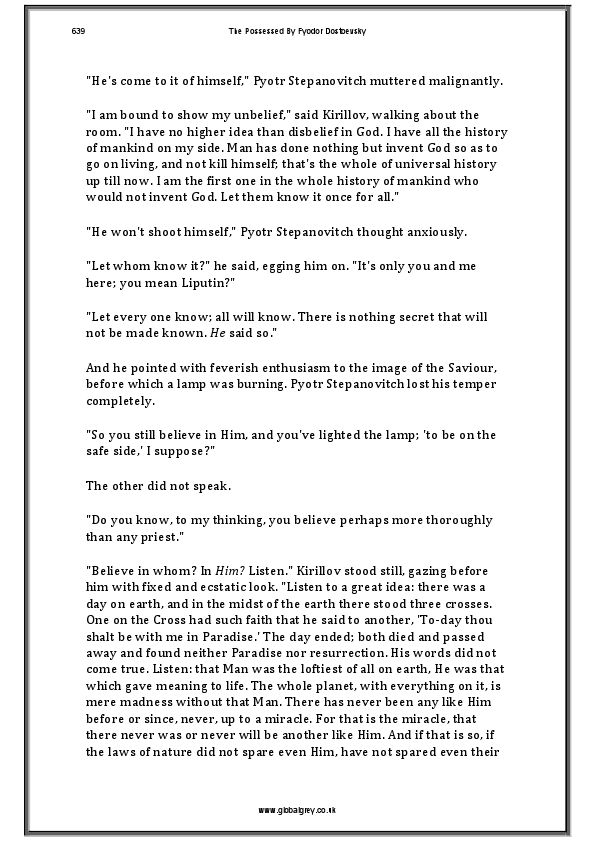 639 The Possessed By Fyodor Dostoevsky
"He's come to it of himself," Pyotr Stepanovitch muttered malignantly.
"I am bound to show my unbelief," said Kirillov, walking about the
room. "I have no higher idea than disbelief in God. I have all the history
of mankind on my side. Man has done nothing but invent God so as to
go on living, and not kill himself; that's the whole of universal history
up till now. I am the first one in the whole history of mankind who
would not invent God. Let them know it once for all."
"He won't shoot himself," Pyotr Stepanovitch thought anxiously.
"Let whom know it?" he said, egging him on. "It's only you and me
here; you mean Liputin?"
"Let every one know; all will know. There is nothing secret that will
not be made known. He said so."
And he pointed with feverish enthusiasm to the image of the Saviour,
before which a lamp was burning. Pyotr Stepanovitch lost his temper
completely.
"So you still believe in Him, and you've lighted the lamp; 'to be on the
safe side,' I suppose?"
The other did not speak.
"Do you know, to my thinking, you believe perhaps more thoroughly
than any priest."
"Believe in whom? In Him? Listen." Kirillov stood still, gazing before
him with fixed and ecstatic look. "Listen to a great idea: there was a
day on earth, and in the midst of the earth there stood three crosses.
One on the Cross had such faith that he said to another, 'To-day thou
shalt be with me in Paradise.' The day ended; both died and passed
away and found neither Paradise nor resurrection. His words did not
come true. Listen: that Man was the loftiest of all on earth, He was that
which gave meaning to life. The whole planet, with everything on it, is
mere madness without that Man. There has never been any like Him
before or since, never, up to a miracle. For that is the miracle, that
there never was or never will be another like Him. And if that is so, if
the laws of nature did not spare even Him, have not spared even their
www.globalgrey.co.uk